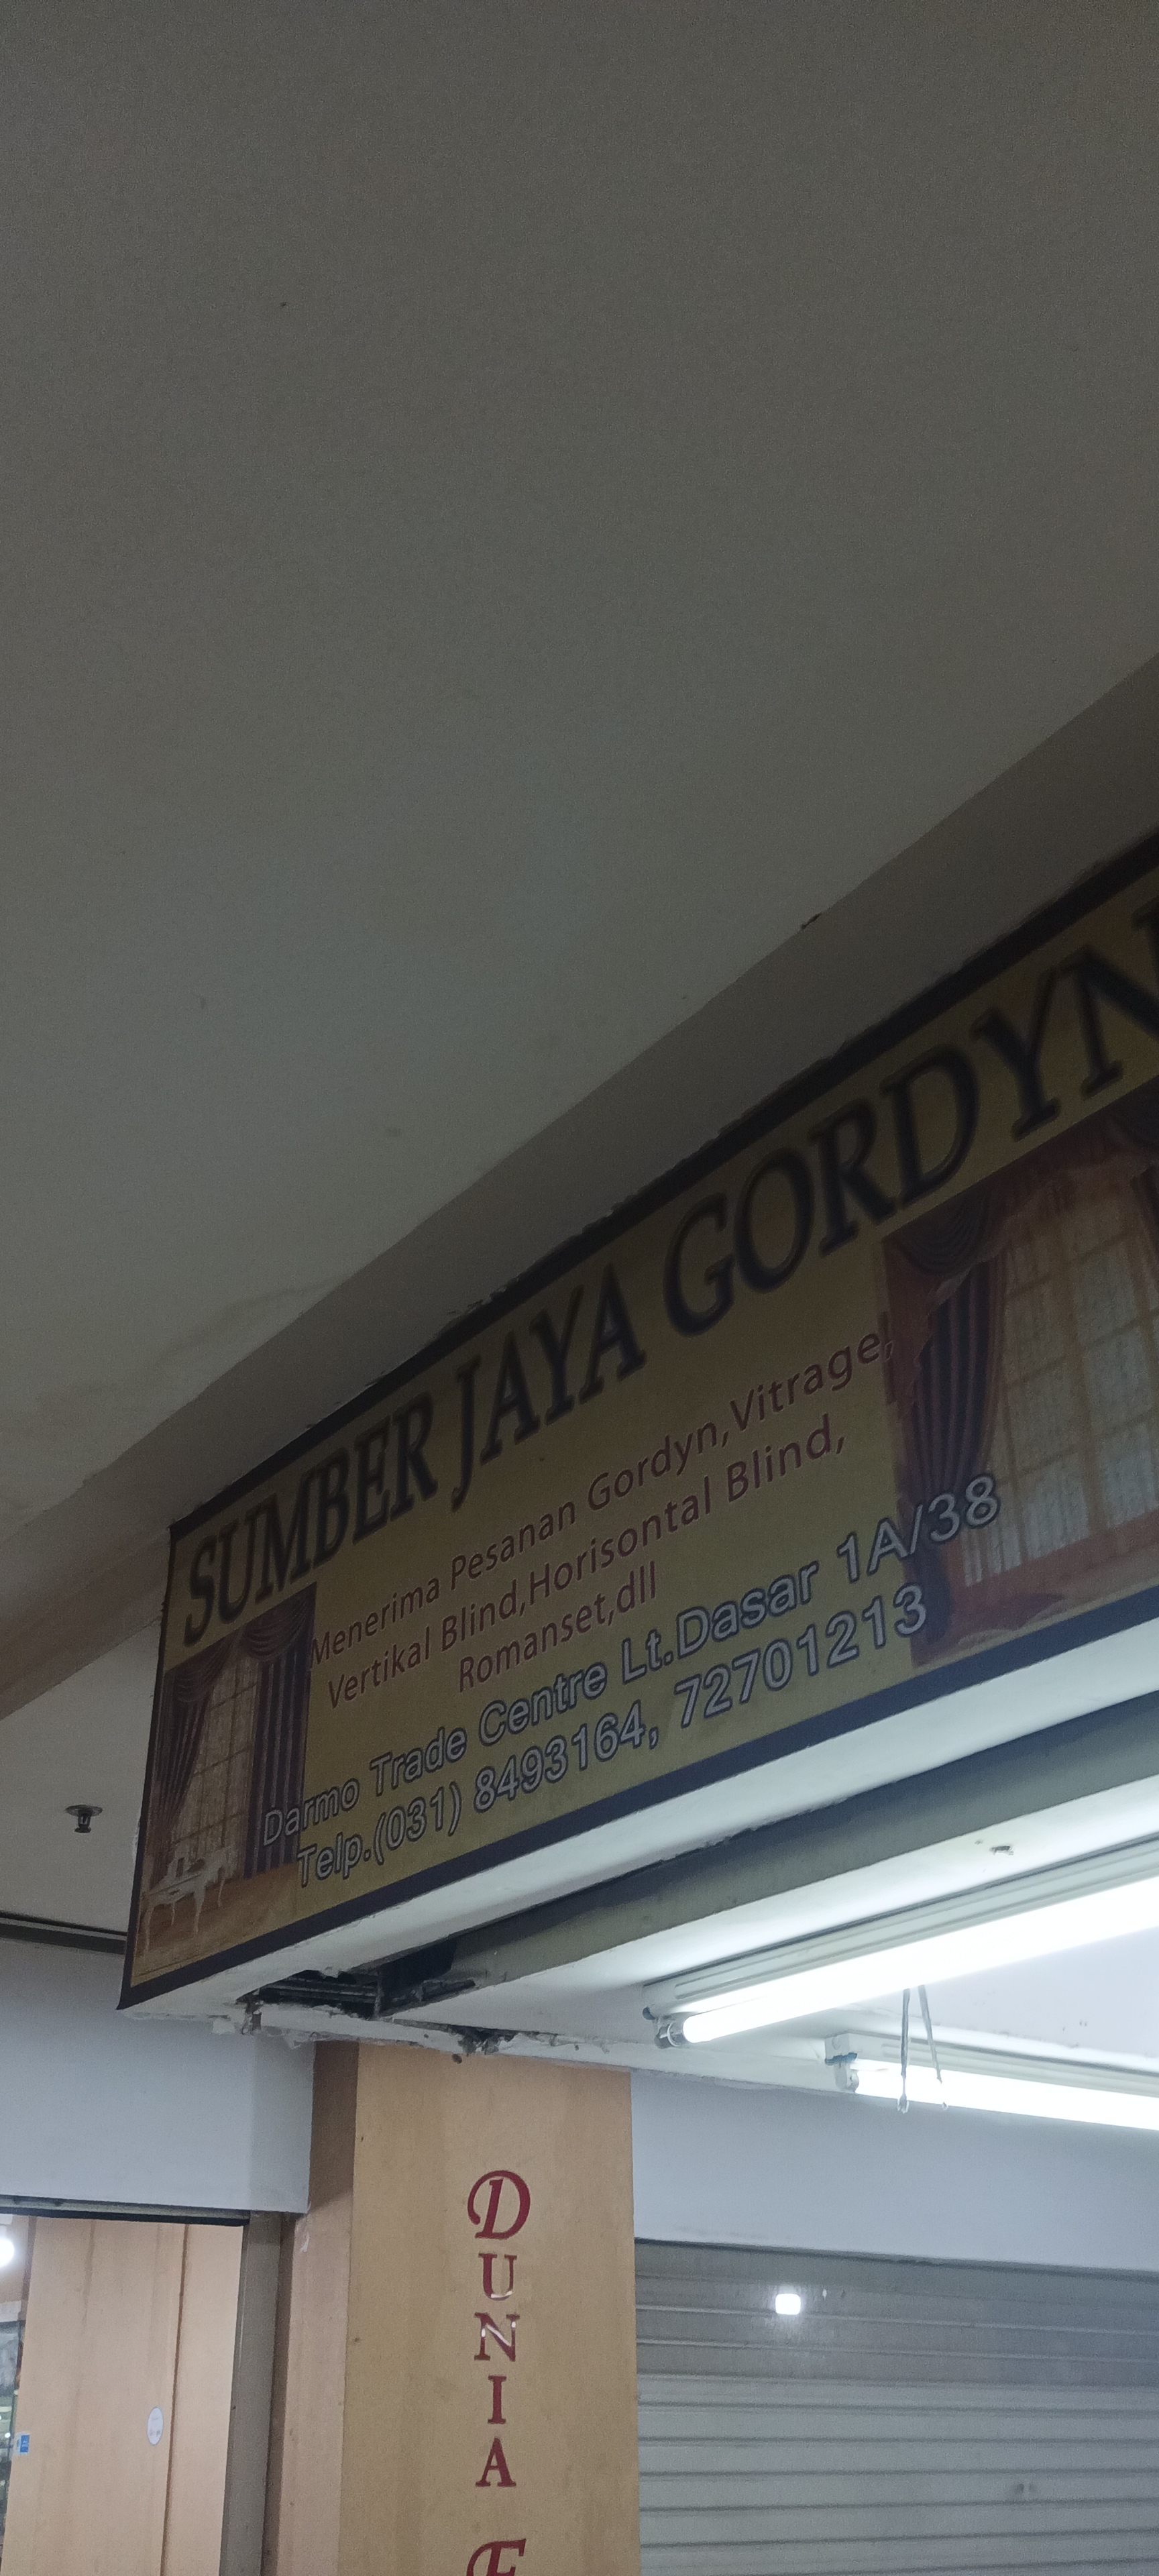 SUMBER JAYA GORDYN
Menerima Pesanan Gordyn,Vitrage,
Vertikal Blind,Horisontal Blind,
Romanset,dll
Darmo Trade Centre Lt.Dasar 1A/38
Telp.(031) 8493164, 72701213
DUNIA